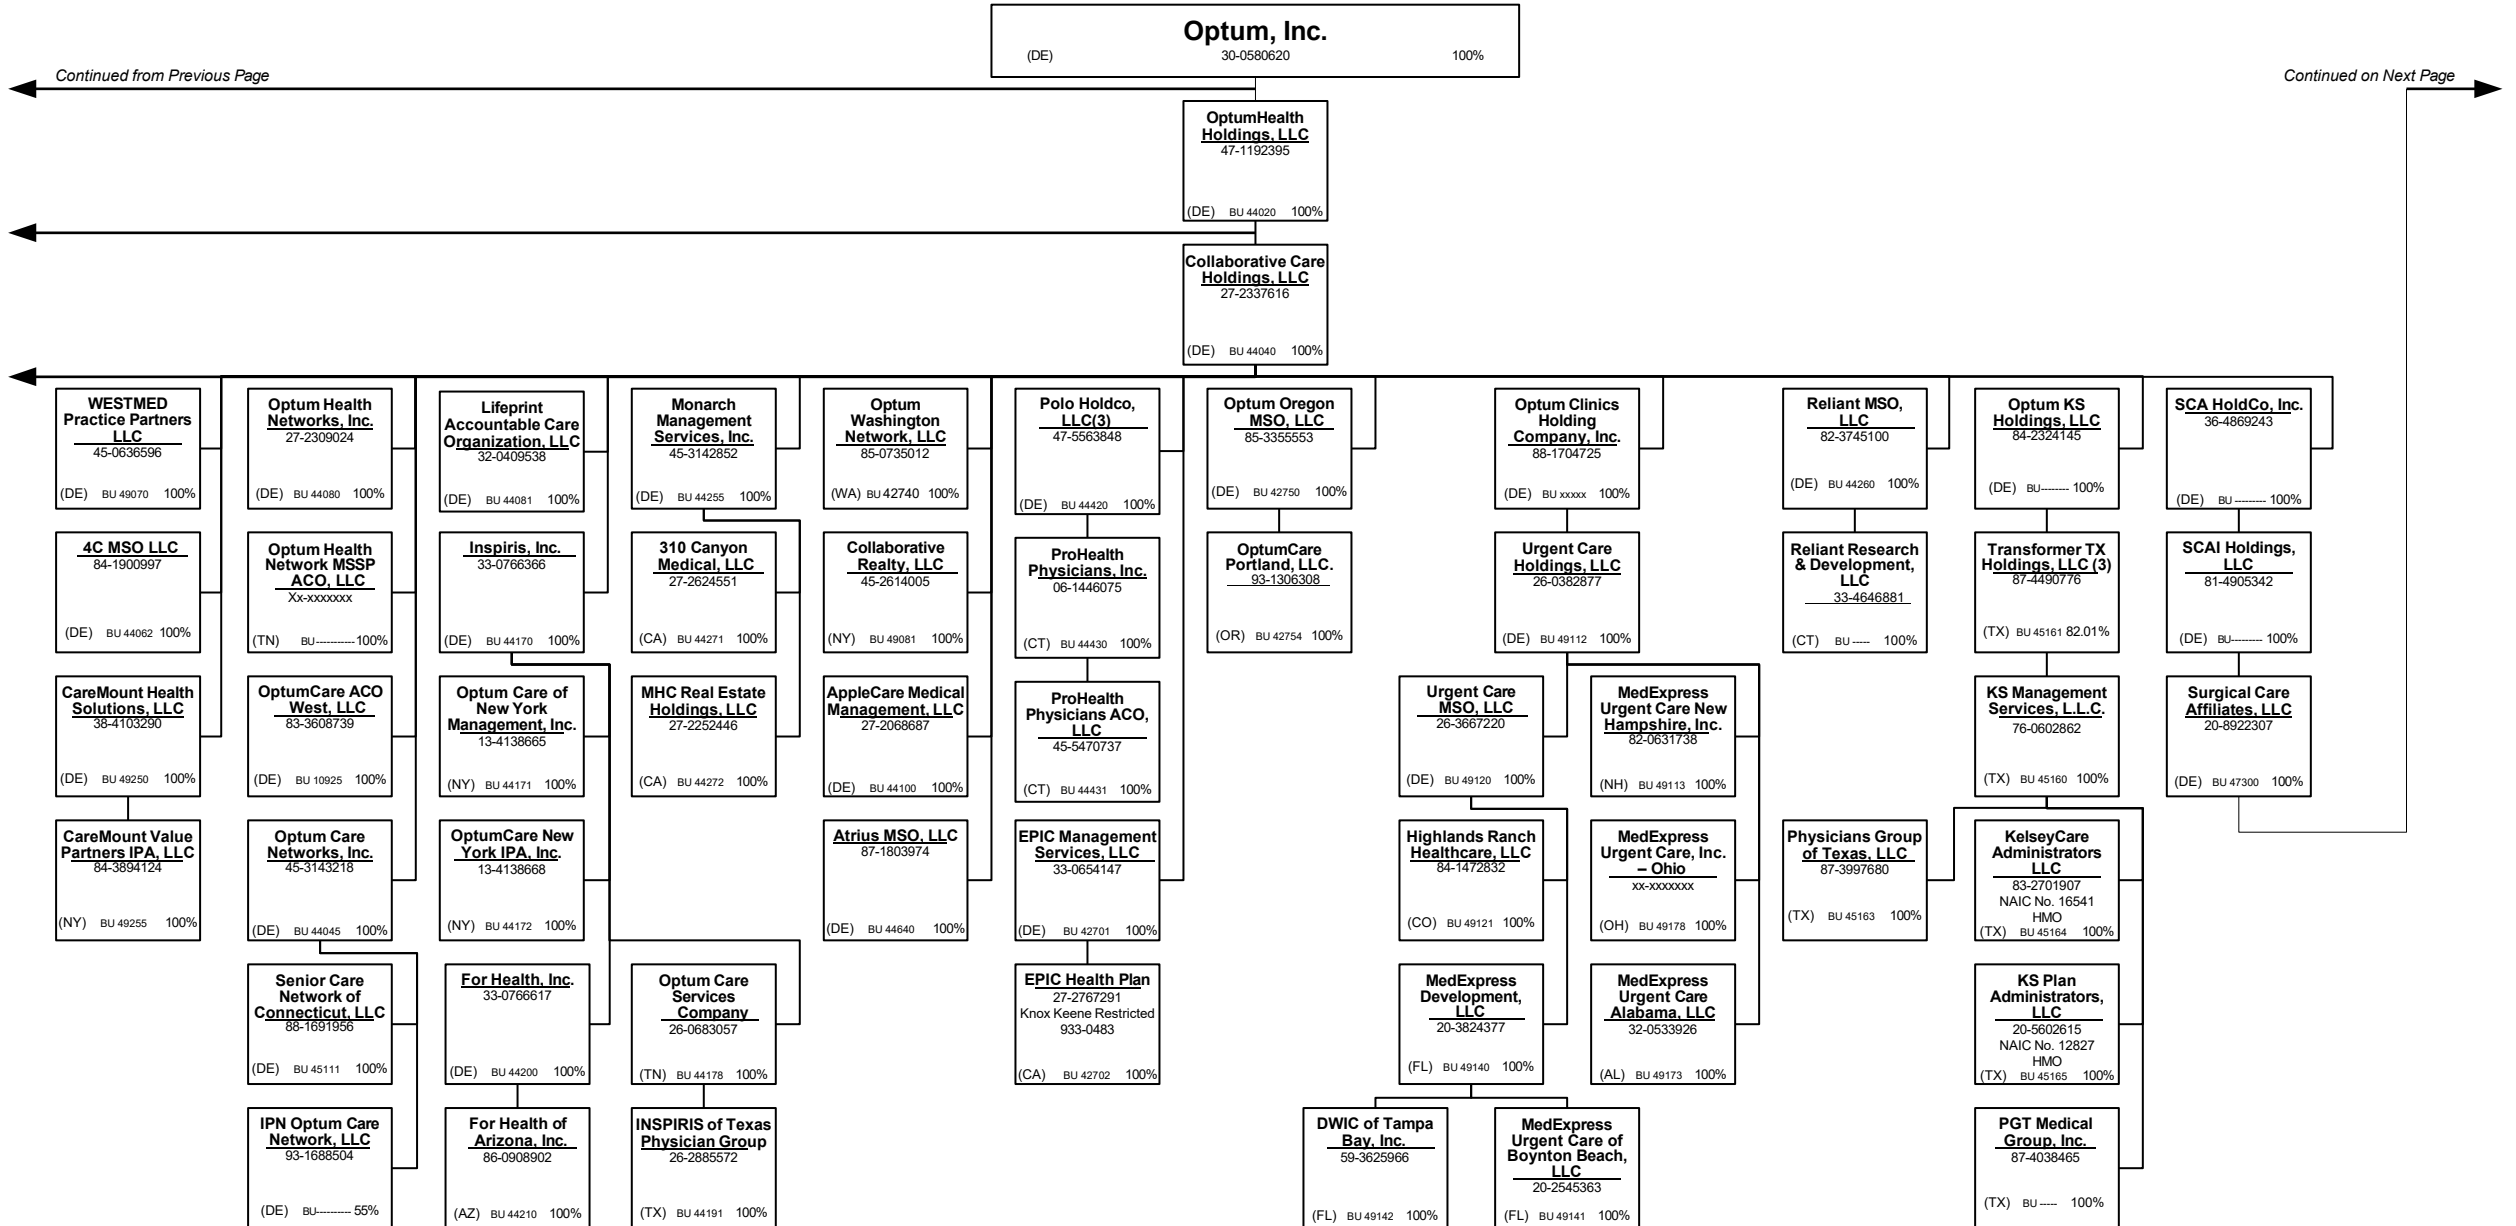 Optum, Inc.
(DE) 30-0580620 100%
Continued from Previous Page
Continued on Next Page
OptumHealth
Holdings, LLC
47-1192395
(DE) BU 44020 100%
Collaborative Care
Holdings, LLC
27-2337616
(DE) BU 44040 100%
WESTMED
Practice Partners
LLC
45-0636596
(DE) BU 49070 100%
Optum Health
Networks, Inc.
27-2309024
(DE) BU 44080 100%
Lifeprint
Accountable Care
Organization, LLC
32-0409538
(DE) BU 44081 100%
Monarch
Management
Services, Inc.
45-3142852
(DE) BU 44255 100%
Optum
Washington
Network, LLC
85-0735012
(WA) BU 42740 100%
Polo Holdco,
LLC(3)
47-5563848
(DE) BU 44420 100%
Optum Oregon
MSO, LLC
85-3355553
(DE) BU 42750 100%
Optum Clinics
Holding
Company, Inc.
88-1704725
(DE) BU xxxxx 100%
Reliant MSO,
LLC
82-3745100
(DE) BU 44260 100%
Optum KS
Holdings, LLC
84-2324145
(DE) BU-------- 100%
SCA HoldCo, Inc.
36-4869243
(DE) BU --------- 100%
4C MSO LLC
84-1900997
(DE) BU 44062 100%
Optum Health
Network MSSP
ACO, LLC
Xx-xxxxxxx
(TN) BU-----------100%
Inspiris, Inc.
33-0766366
(DE) BU 44170 100%
310 Canyon
Medical, LLC
27-2624551
(CA) BU 44271 100%
Collaborative
Realty, LLC
45-2614005
(NY) BU 49081 100%
ProHealth
Physicians, Inc.
06-1446075
(CT) BU 44430 100%
OptumCare
Portland, LLC.
93-1306308
(OR) BU 42754 100%
Urgent Care
Holdings, LLC
26-0382877
(DE) BU 49112 100%
Reliant Research
& Development,
LLC
33-4646881
(CT) BU ----- 100%
Transformer TX
Holdings, LLC (3)
87-4490776
(TX) BU 45161 82.01%
SCAI Holdings,
LLC
81-4905342
(DE) BU--------- 100%
CareMount Health
Solutions, LLC
38-4103290
(DE) BU 49250 100%
OptumCare ACO
West, LLC
83-3608739
(DE) BU 10925 100%
Optum Care of
New York
Management, Inc.
13-4138665
(NY) BU 44171 100%
MHC Real Estate
Holdings, LLC
27-2252446
(CA) BU 44272 100%
AppleCare Medical
Management, LLC
27-2068687
(DE) BU 44100 100%
ProHealth
Physicians ACO,
LLC
45-5470737
(CT) BU 44431 100%
Urgent Care
MSO, LLC
26-3667220
(DE) BU 49120 100%
MedExpress
Urgent Care New
Hampshire, Inc.
82-0631738
(NH) BU 49113 100%
KS Management
Services, L.L.C.
76-0602862
(TX) BU 45160 100%
Surgical Care
Affiliates, LLC
20-8922307
(DE) BU 47300 100%
CareMount Value
Partners IPA, LLC
84-3894124
(NY) BU 49255 100%
Optum Care
Networks, Inc.
45-3143218
(DE) BU 44045 100%
OptumCare New
York IPA, Inc.
13-4138668
(NY) BU 44172 100%
Atrius MSO, LLC
87-1803974
(DE) BU 44640 100%
EPIC Management
Services, LLC
33-0654147
(DE) BU 42701 100%
Highlands Ranch
Healthcare, LLC
84-1472832
(CO) BU 49121 100%
MedExpress
Urgent Care, Inc.
– Ohio
xx-xxxxxxx
(OH) BU 49178 100%
Physicians Group
of Texas, LLC
87-3997680
(TX) BU 45163 100%
KelseyCare
Administrators
LLC
83-2701907
NAIC No. 16541
HMO
(TX) BU 45164 100%
Senior Care
Network of
Connecticut, LLC
88-1691956
(DE) BU 45111 100%
For Health, Inc.
33-0766617
(DE) BU 44200 100%
Optum Care
Services
Company
26-0683057
(TN) BU 44178 100%
EPIC Health Plan
27-2767291
Knox Keene Restricted
933-0483
(CA) BU 42702 100%
MedExpress
Development,
LLC
20-3824377
(FL) BU 49140 100%
MedExpress
Urgent Care
Alabama, LLC
32-0533926
(AL) BU 49173 100%
KS Plan
Administrators,
LLC
20-5602615
NAIC No. 12827
HMO
(TX) BU 45165 100%
IPN Optum Care
Network, LLC
93-1688504
(DE) BU---------- 55%
For Health of
Arizona, Inc.
86-0908902
(AZ) BU 44210 100%
INSPIRIS of Texas
Physician Group
26-2885572
(TX) BU 44191 100%
DWIC of Tampa
Bay, Inc.
59-3625966
(FL) BU 49142 100%
MedExpress
Urgent Care of
Boynton Beach,
LLC
20-2545363
(FL) BU 49141 100%
PGT Medical
Group, Inc.
87-4038465
(TX) BU ----- 100%